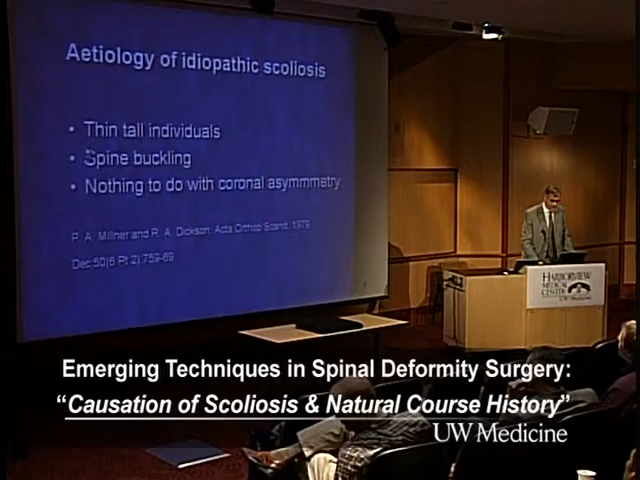 Aetiology of idiopathic scoliosis
• Thin tall individuals
• Spine buckling
• Nothing to do with coronal asymmmetry
P. A. Millner and R. A. Dickson; Acta Orthop Scand, 1979
Dec;50(6 Pt 2):759-69
HARBORVIEW
MEDICAL
CENTER
UW Medicine
Emerging Techniques in Spinal Deformity Surgery:
“Causation of Scoliosis & Natural Course History”
UW Medicine